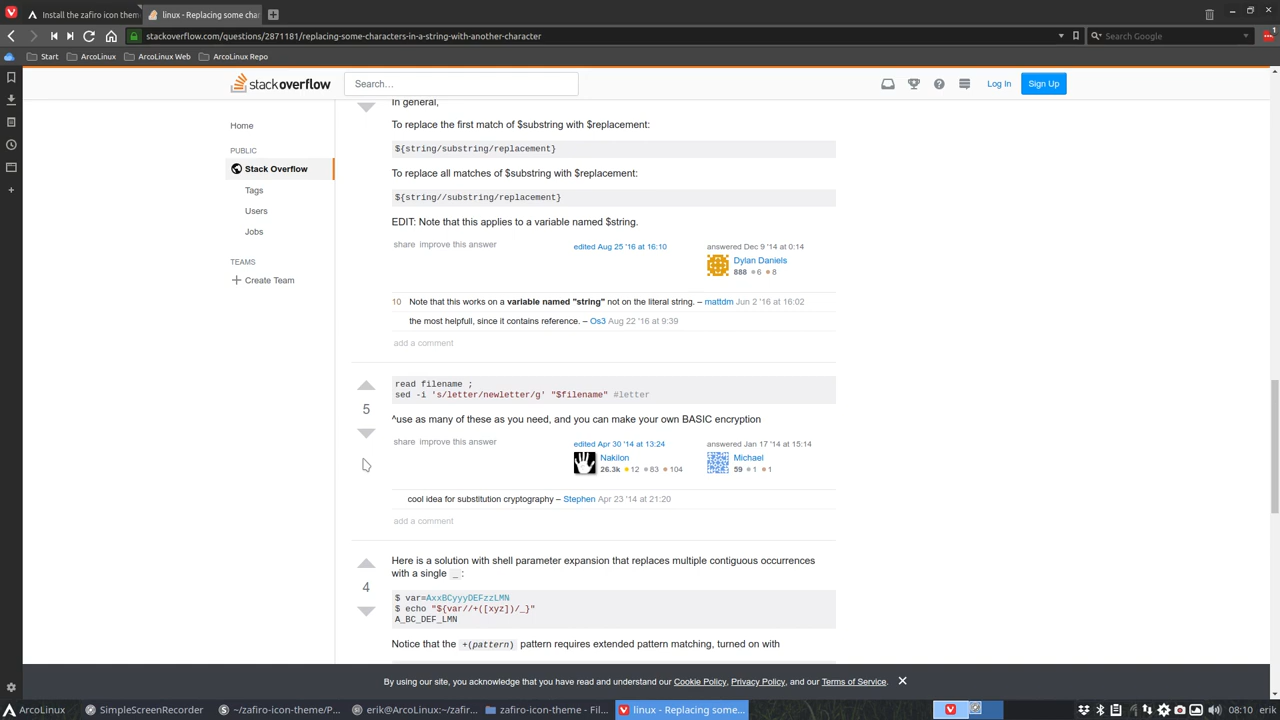 Install the zafiro icon them
linux - Replacing some char
stackoverflow.com/questions/2871181/replacing-some-characters-in-a-string-with-another-character
Search Google
1
Start
ArcoLinux
ArcoLinux Web
ArcoLinux Repo
stackoverflow
Search…
Log In
Sign Up
Home
PUBLIC
Stack Overflow
Tags
Users
Jobs
TEAMS
Create Team
In general,
To replace the first match of $substring with $replacement:
${string/substring/replacement}
To replace all matches of $substring with $replacement:
${string//substring/replacement}
EDIT: Note that this applies to a variable named $string.
share improve this answer
edited Aug 25 '16 at 16:10
answered Dec 9 '14 at 0:14
Dylan Daniels
888 6 8
10 Note that this works on a variable named "string" not on the literal string. – mattdm Jun 2 '16 at 16:02
the most helpfull, since it contains reference. – Os3 Aug 22 '16 at 9:39
add a comment
5
read filename ;
sed -i 's/letter/newletter/g' "$filename" #letter
^use as many of these as you need, and you can make your own BASIC encryption
share improve this answer
edited Apr 30 '14 at 13:24
Nakilon
26.3k 12 83 104
answered Jan 17 '14 at 15:14
Michael
59 1 1
cool idea for substitution cryptography – Stephen Apr 23 '14 at 21:20
add a comment
4
Here is a solution with shell parameter expansion that replaces multiple contiguous occurrences
with a single _:
$ var=AxxBCyyyDEFzzLMN
$ echo "${var//+([xyz])/_}"
A_BC_DEF_LMN
Notice that the +(pattern) pattern requires extended pattern matching, turned on with
By using our site, you acknowledge that you have read and understand our Cookie Policy, Privacy Policy, and our Terms of Service.
ArcoLinux
SimpleScreenRecorder
~/zafiro-icon-theme/P...
erik@ArcoLinux:~/zaf...
zafiro-icon-theme - Fil...
linux - Replacing some...
08:10
erik